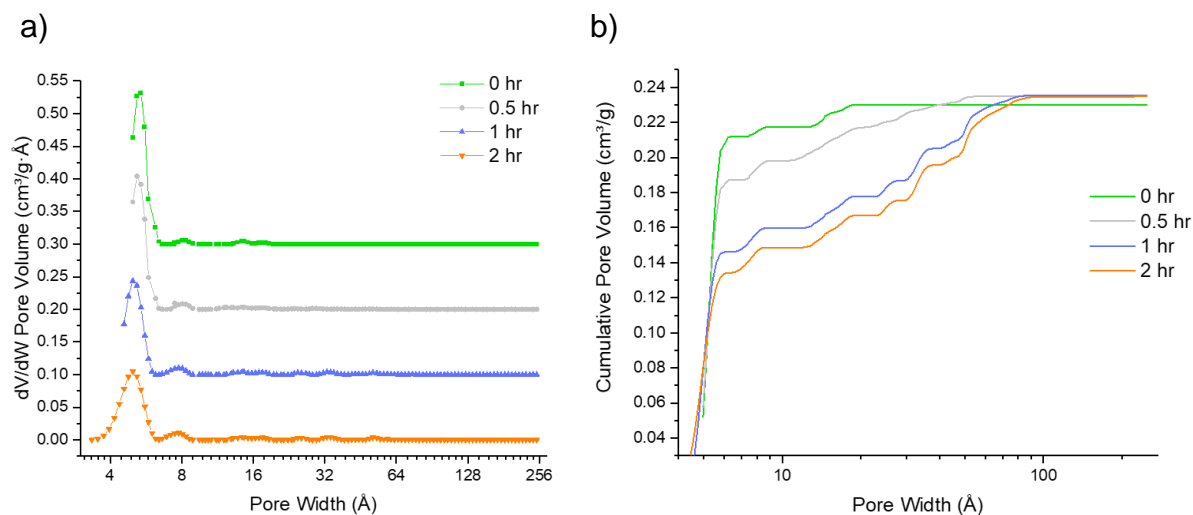 a)
dV/dW Pore Volume (cm³/g·Å)
0.55
0.50
0.45
0.40
0.35
0.30
0.25
0.20
0.15
0.10
0.05
0.00
0 hr
0.5 hr
1 hr
2 hr
4 8 16 32 64 128 256
Pore Width (Å)
b)
Cumulative Pore Volume (cm³/g)
0.24
0.22
0.20
0.18
0.16
0.14
0.12
0.10
0.08
0.06
0.04
0 hr
0.5 hr
1 hr
2 hr
10 100
Pore Width (Å)